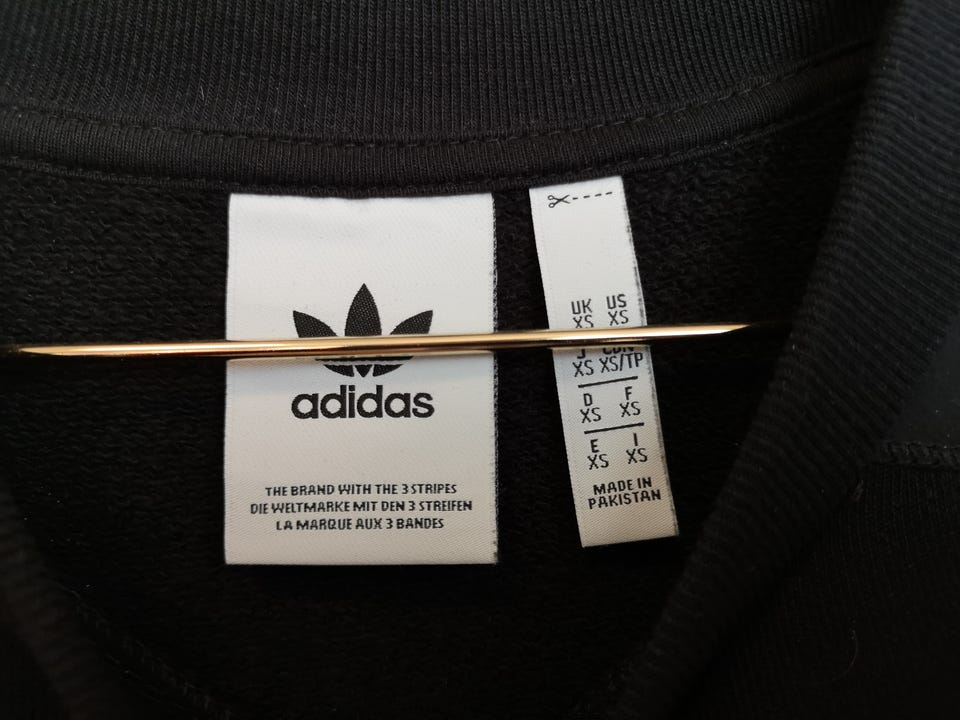 adidas
THE BRAND WITH THE 3 STRIPES
DIE WELTMARKE MIT DEN 3 STREIFEN
LA MARQUE AUX 3 BANDES
UK US
XS XS
XS XS/TP
D F
XS XS
E I
XS XS
MADE IN
PAKISTAN